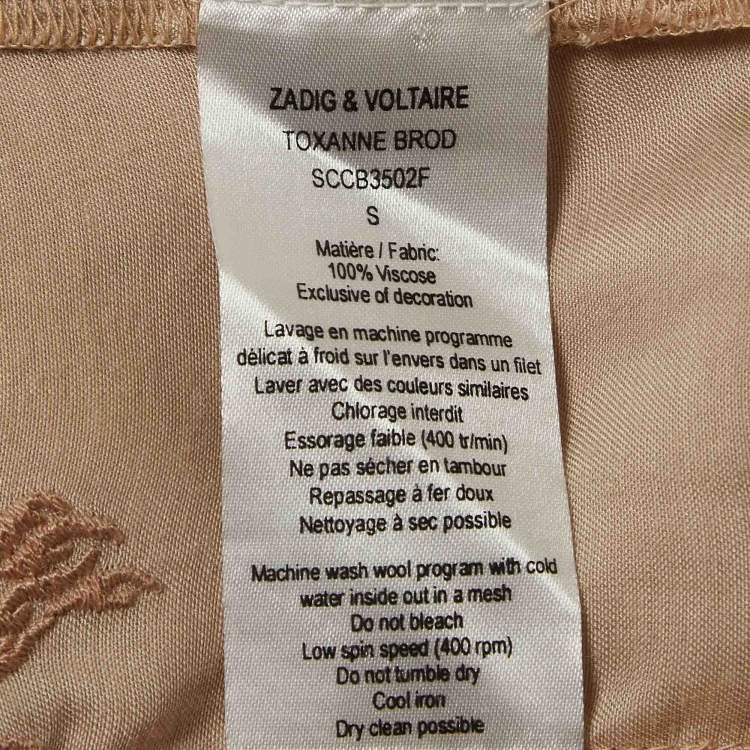 ZADIG & VOLTAIRE
TOXANNE BROD
SCCB3502F
S
Matière / Fabric:
100% Viscose
Exclusive of decoration
Lavage en machine programme
délicat à froid sur l'envers dans un filet
Laver avec des couleurs similaires
Chlorage interdit
Essorage faible (400 tr/min)
Ne pas sécher en tambour
Repassage à fer doux
Nettoyage à sec possible
Machine wash wool program with cold
water inside out in a mesh
Do not bleach
Low spin speed (400 rpm)
Do not tumble dry
Cool iron
Dry clean possible